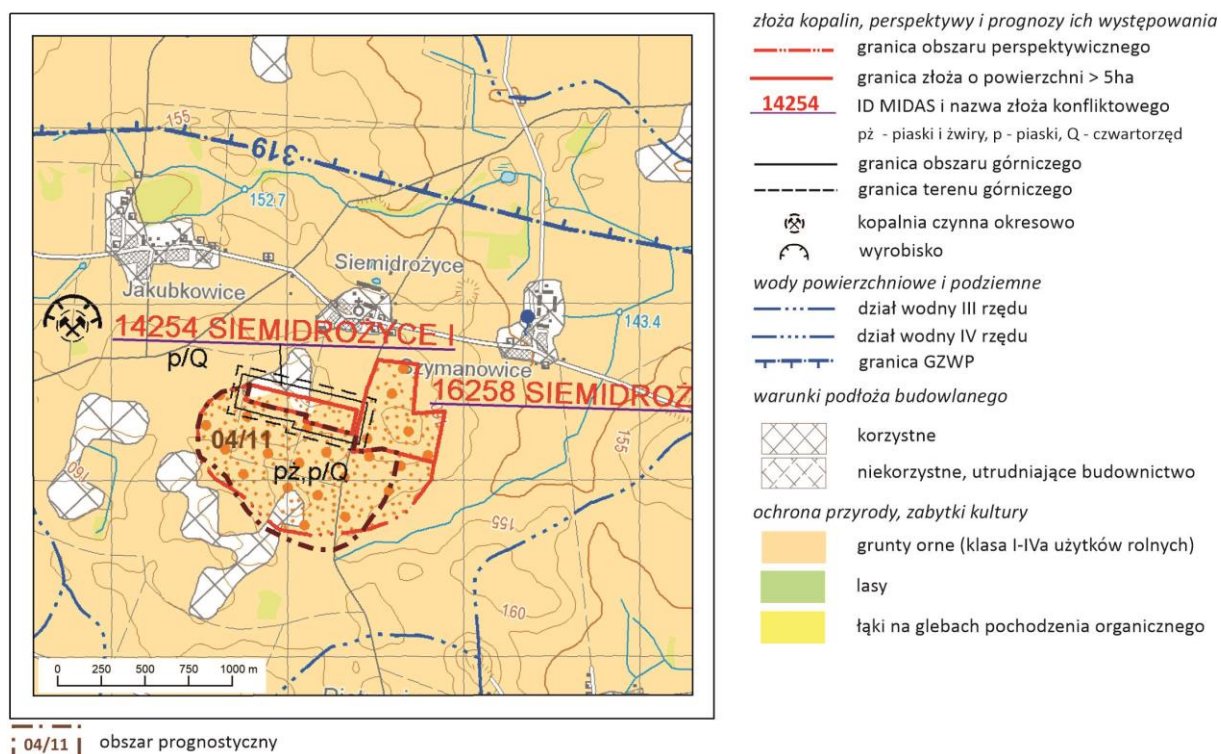 155
319
152.7
Siemidrożyce
Jakubkowice
143.4
14254 SIEMIDROŻYCE I
p/Q
Szymanowice
16258 SIEMIDROŻ
04/11
pż,p/Q
160
155
155
160
0 250 500 750 1000 m
04/11 obszar prognostyczny
złoża kopalin, perspektywy i prognozy ich występowania
granica obszaru perspektywicznego
granica złoża o powierzchni > 5ha
14254 ID MIDAS i nazwa złoża konfliktowego
pż - piaski i żwiry, p - piaski, Q - czwartorzęd
granica obszaru górniczego
granica terenu górniczego
kopalnia czynna okresowo
wyrobisko
wody powierzchniowe i podziemne
dział wodny III rzędu
dział wodny IV rzędu
granica GZWP
warunki podłoża budowlanego
korzystne
niekorzystne, utrudniające budownictwo
ochrona przyrody, zabytki kultury
grunty orne (klasa I-IVa użytków rolnych)
lasy
łąki na glebach pochodzenia organicznego